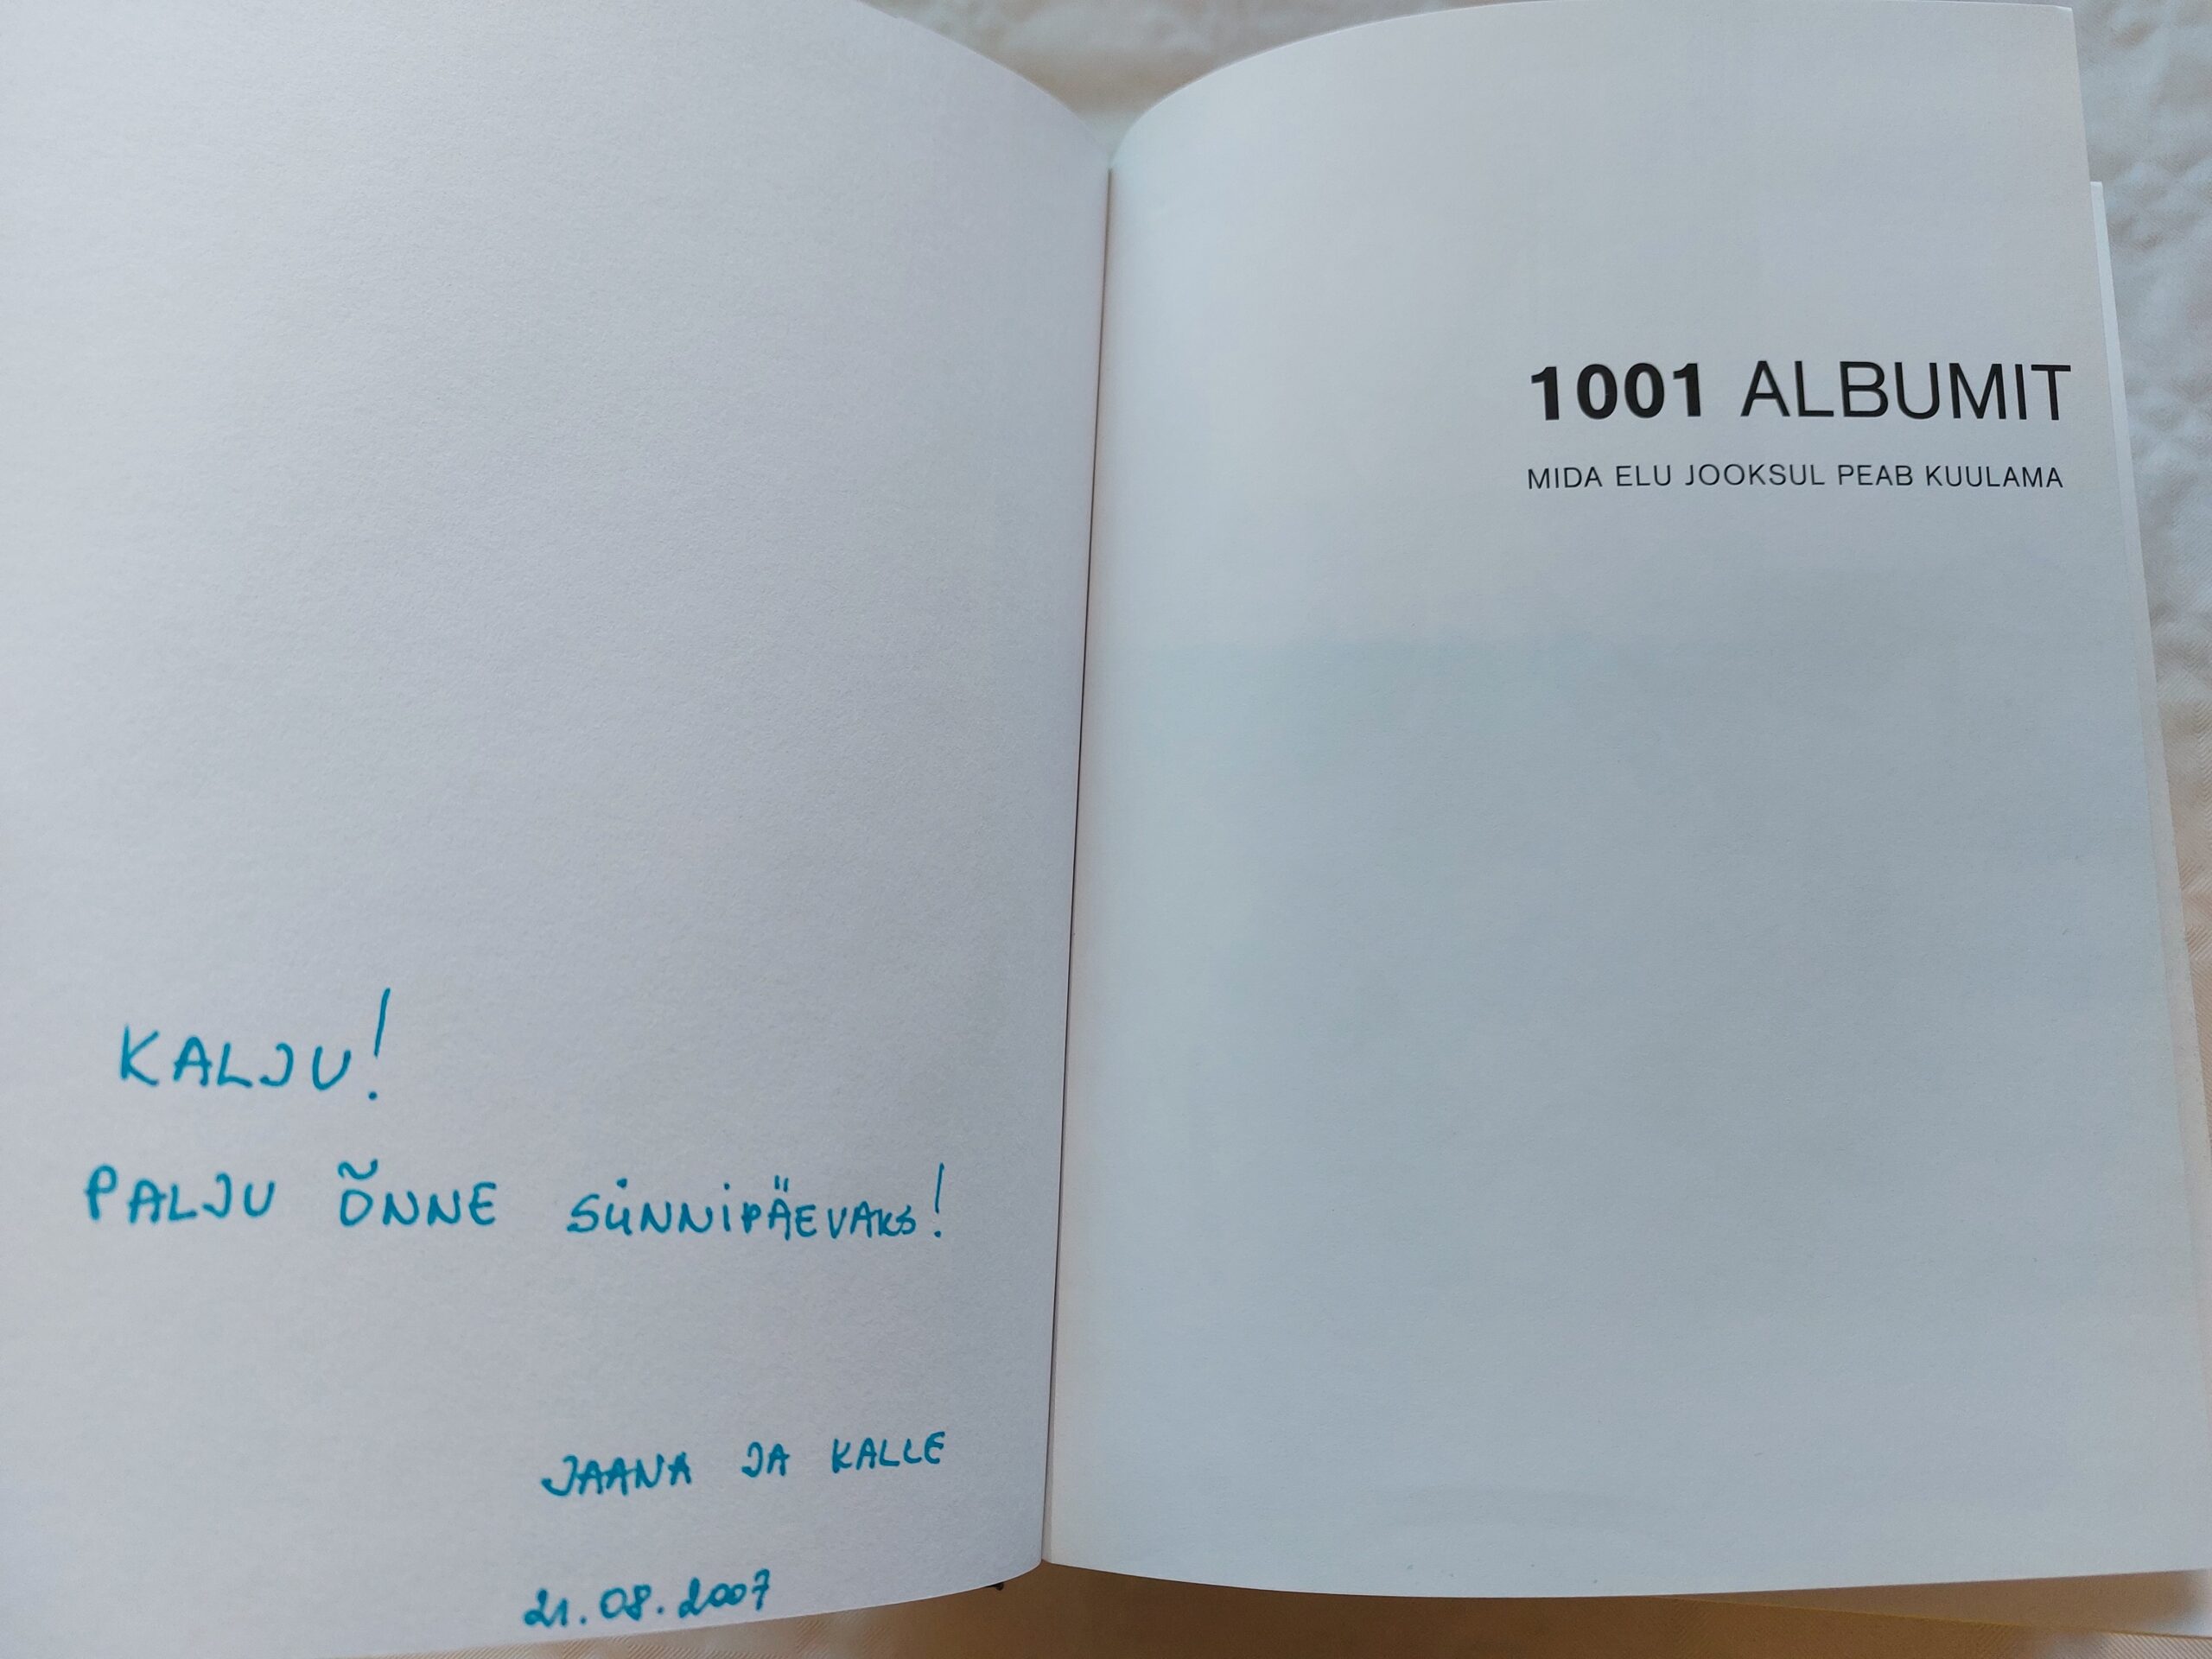 KALJU!
PALJU ÕNNE SÜNNIPÄEVAKS!
JAANA JA KALLE
21.08.2007
1001 ALBUMIT
MIDA ELU JOOKSUL PEAB KUULAMA